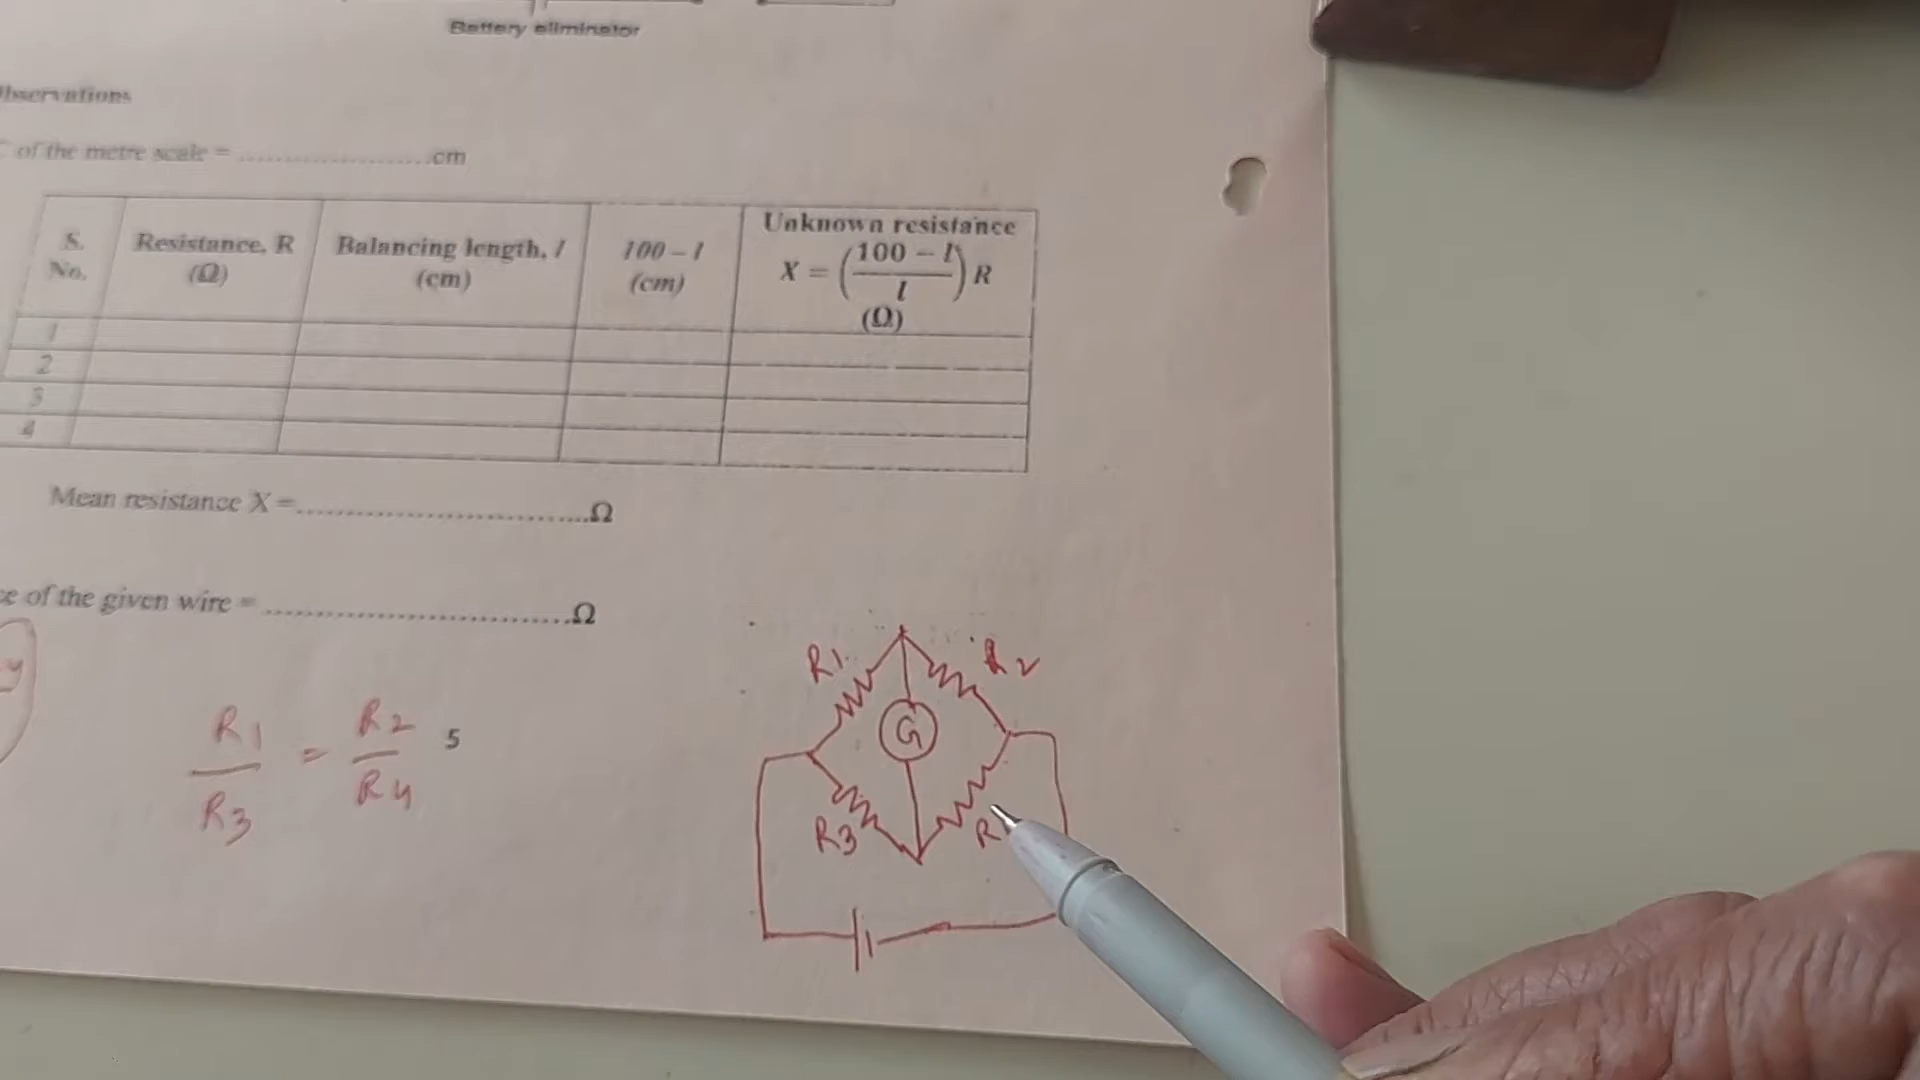 Battery eliminator
Observations
of the metre scale = ......................cm
S. No. Resistance, R (Ω) Balancing length, l (cm) 100 – l (cm) Unknown resistance X = ((100 – l)/l) R (Ω)
1
2
3
4
Mean resistance X = ..............................Ω
of the given wire = ................................Ω
R1/R3 = R2/R4
5
R1 R2
G
R3 R